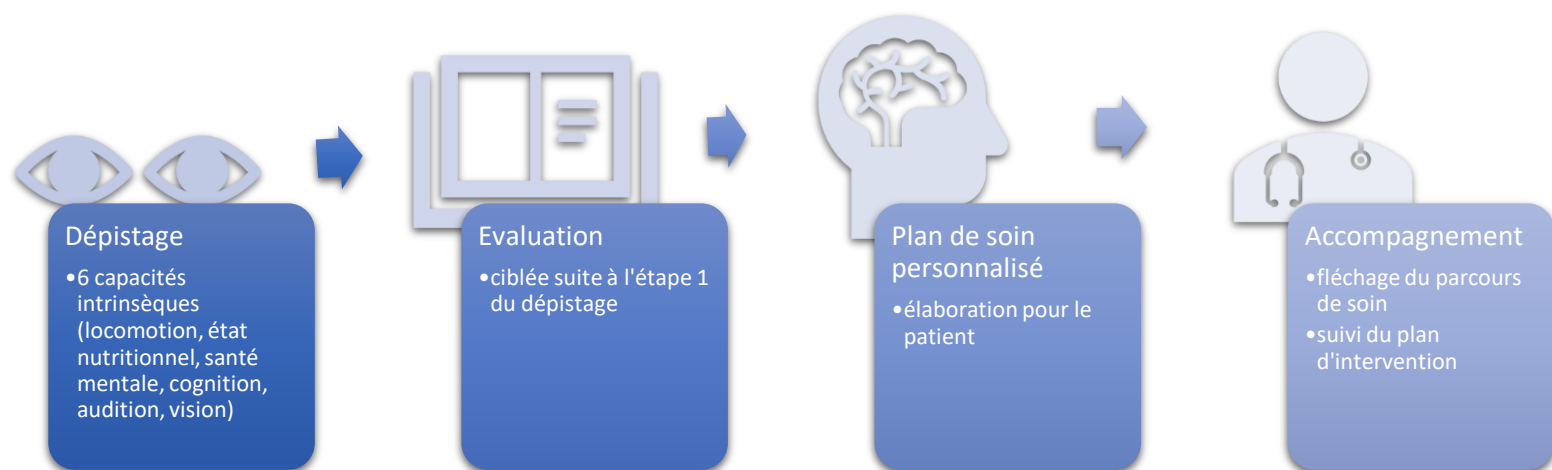 Dépistage
•6 capacités
intrinsèques
(locomotion, état
nutritionnel, santé
mentale, cognition,
audition, vision)
Evaluation
•ciblée suite à l'étape 1
du dépistage
Plan de soin
personnalisé
•élaboration pour le
patient
Accompagnement
•fléchage du parcours
de soin
•suivi du plan
d'intervention